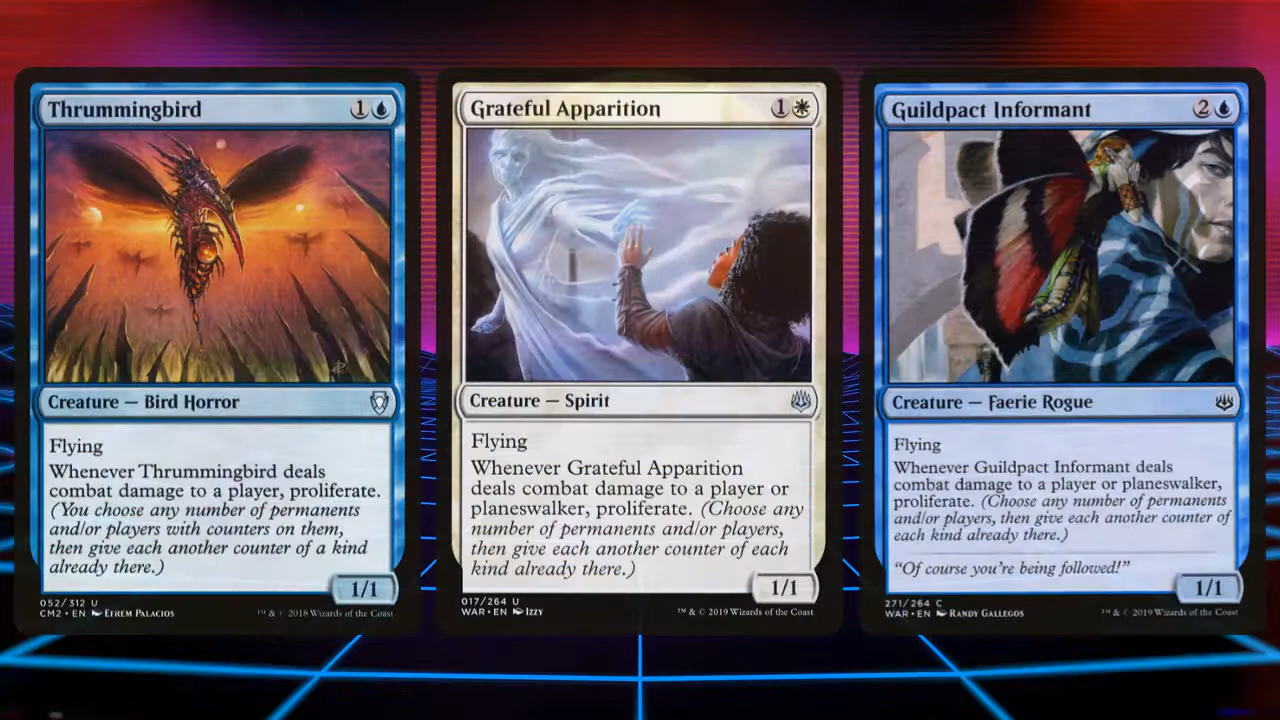 Thrummingbird
1
Creature — Bird Horror
Flying
Whenever Thrummingbird deals
combat damage to a player, proliferate.
(You choose any number of permanents
and/or players with counters on them,
then give each another counter of a kind
already there.)
1/1
052/312 U
CM2 • EN Efrem Palacios
™ & © 2018 Wizards of the Coast
Grateful Apparition
1
Creature — Spirit
Flying
Whenever Grateful Apparition
deals combat damage to a player or
planeswalker, proliferate. (Choose any
number of permanents and/or players,
then give each another counter of each
kind already there.)
1/1
017/264 U
WAR • EN Izzy
™ & © 2019 Wizards of the Coast
Guildpact Informant
2
Creature — Faerie Rogue
Flying
Whenever Guildpact Informant deals
combat damage to a player or planeswalker,
proliferate. (Choose any number of permanents
and/or players, then give each another counter of
each kind already there.)
“Of course you’re being followed!”
1/1
271/264 C
WAR • EN Randy Gallegos
™ & © 2019 Wizards of the Coast